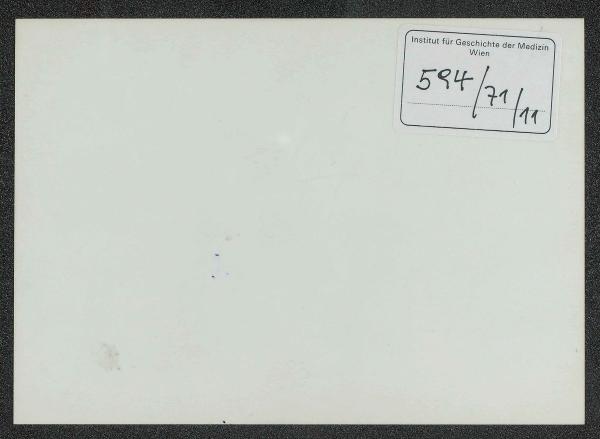 Institut für Geschichte der Medizin
Wien
594/71/11